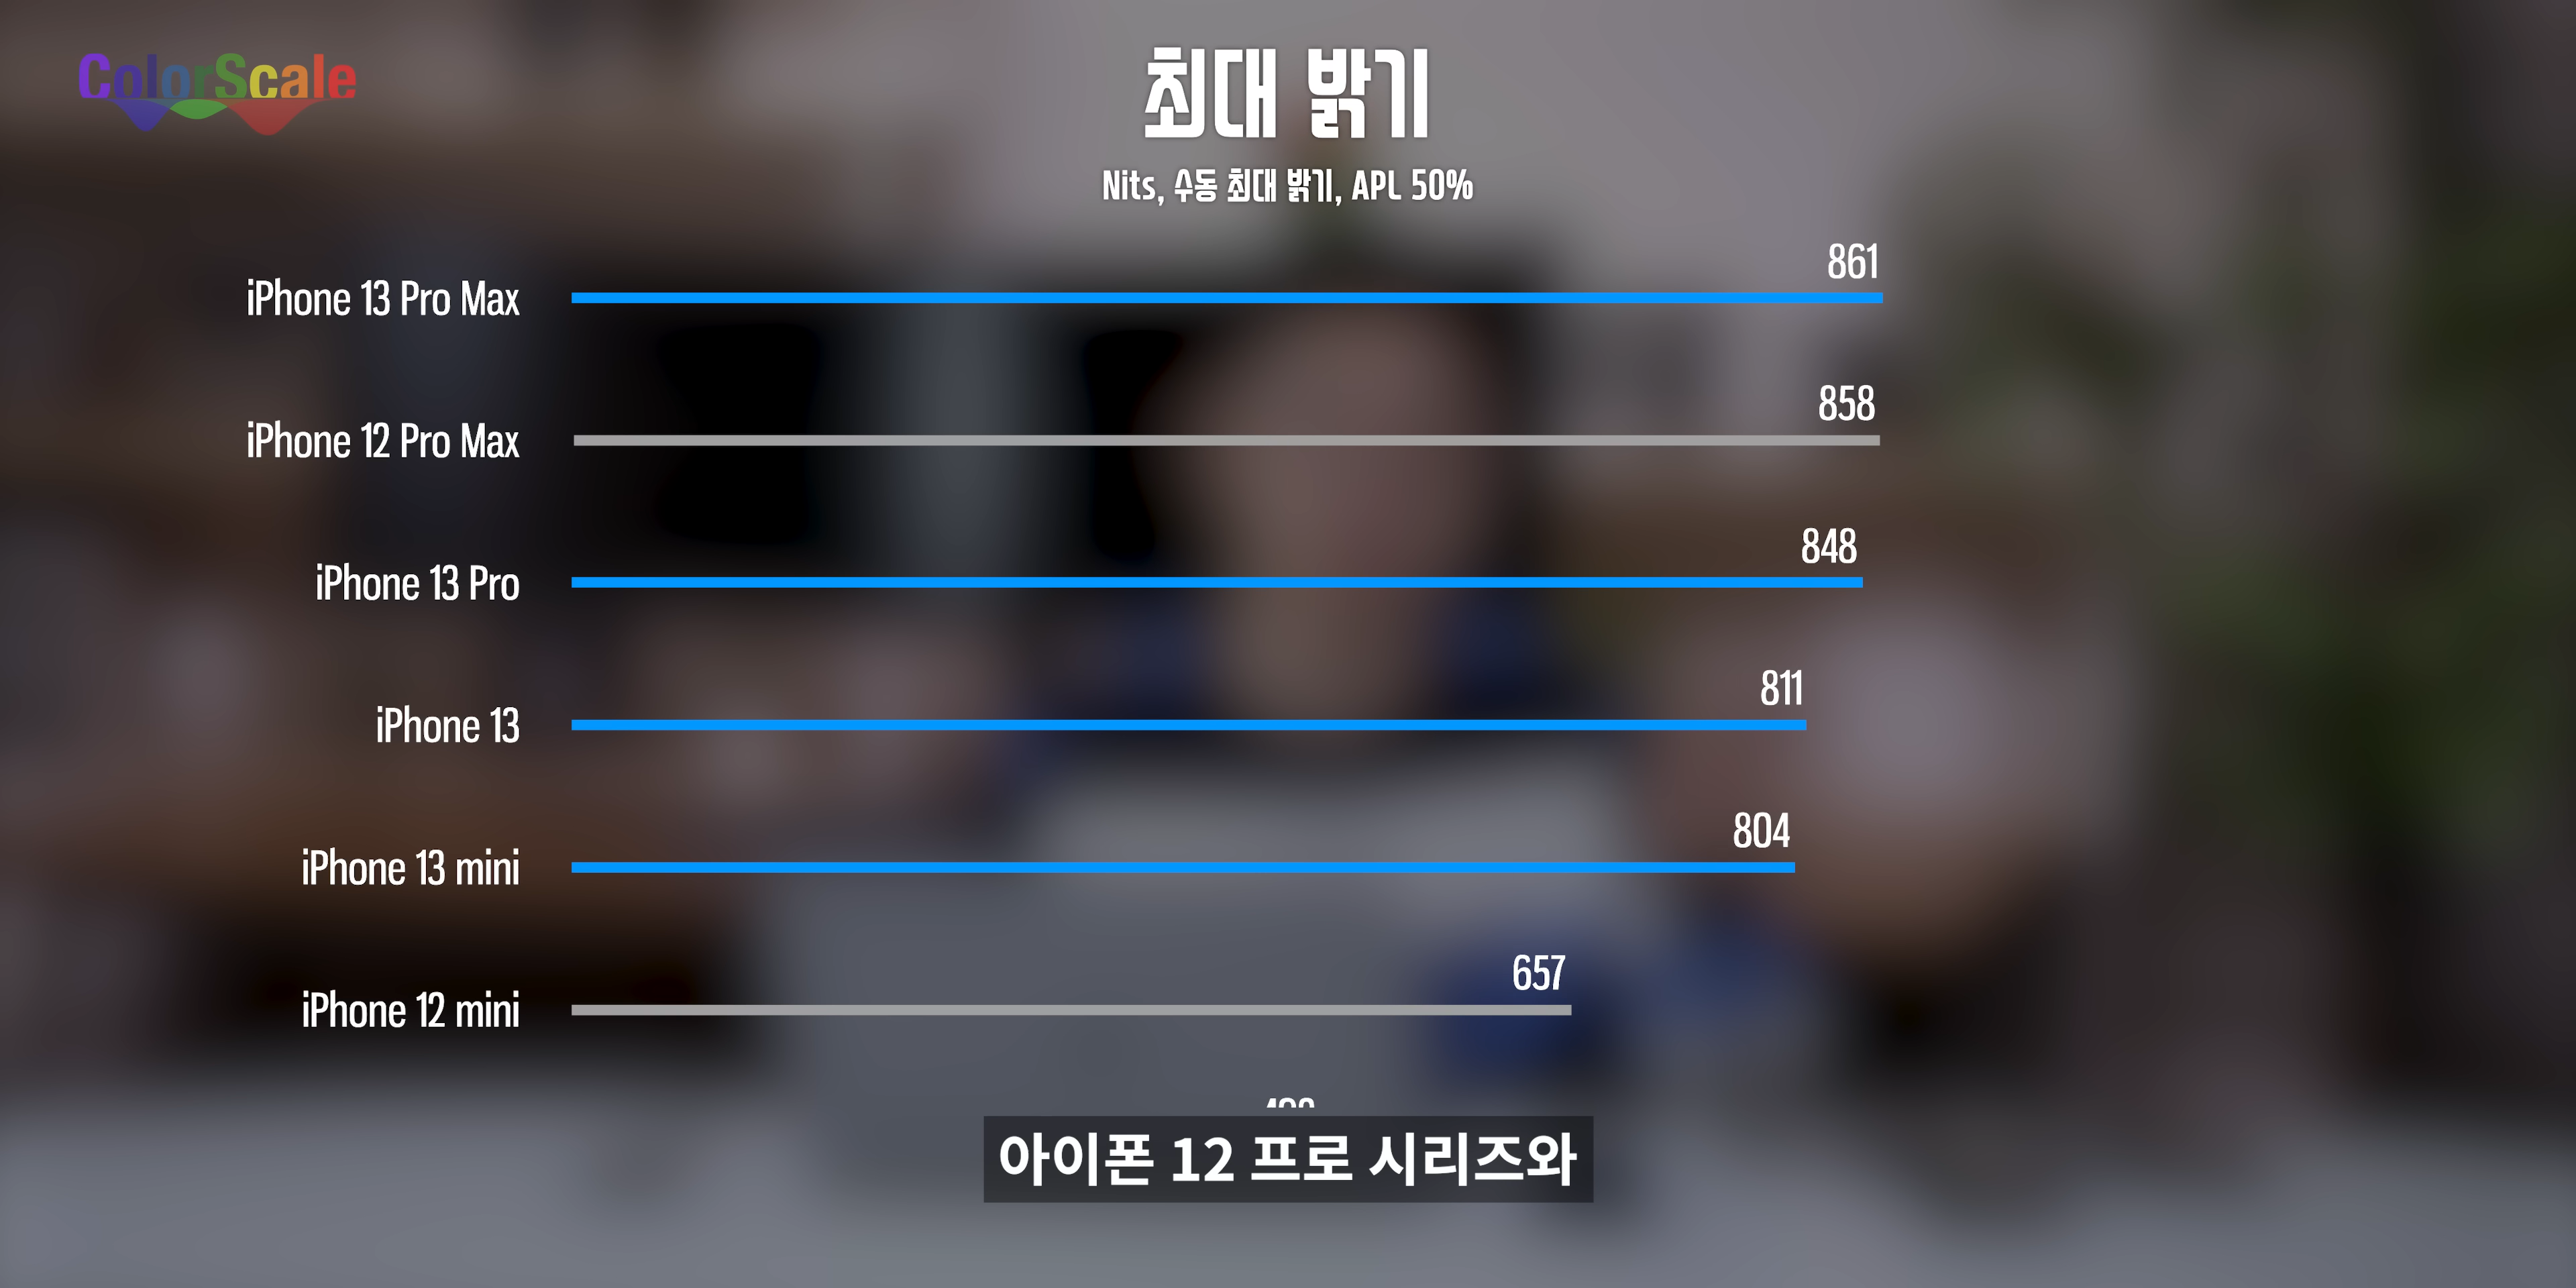 ColorScale
최대 밝기
Nits, 수동 최대 밝기, APL 50%
861
iPhone 13 Pro Max
858
iPhone 12 Pro Max
848
iPhone 13 Pro
811
iPhone 13
804
iPhone 13 mini
657
iPhone 12 mini
아이폰 12 프로 시리즈와